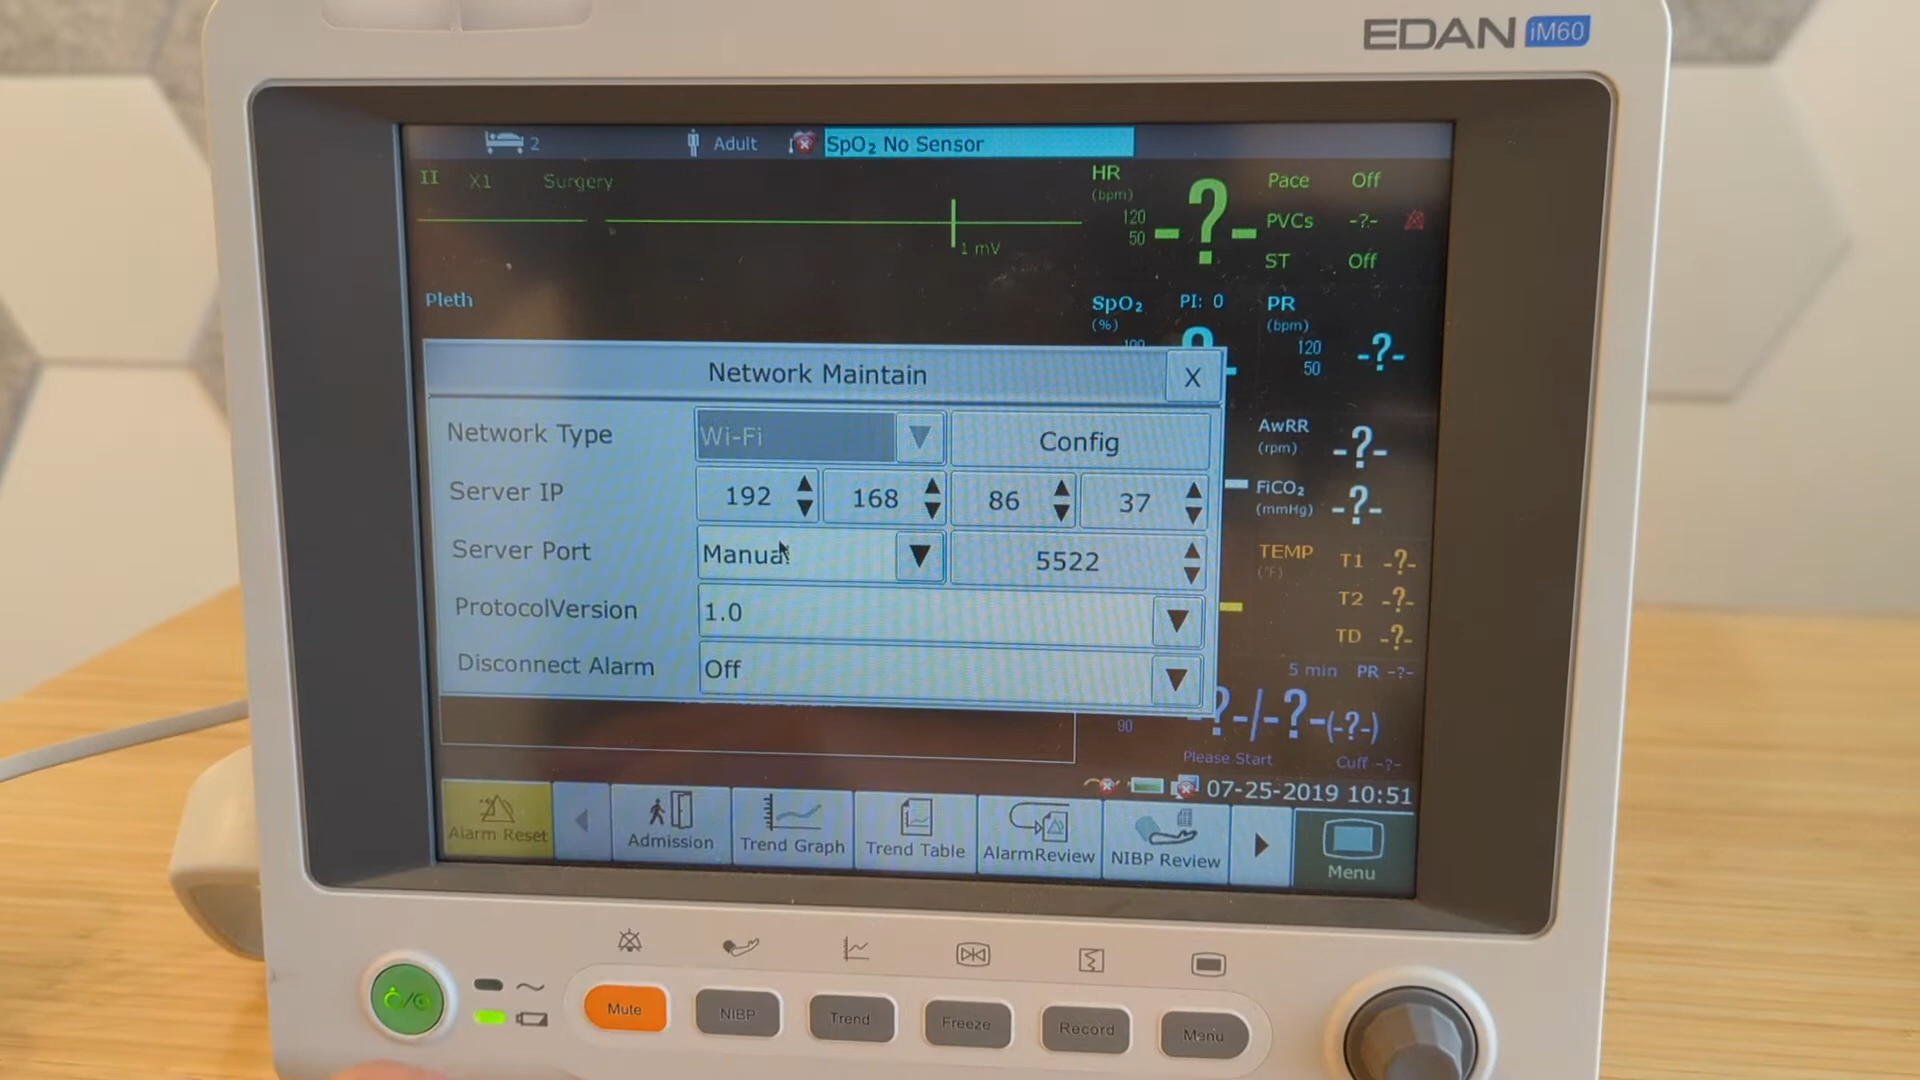 EDAN iM60
2 Adult SpO₂ No Sensor
II X1 Surgery
1 mV
HR
(bpm)
120
50
-?-
Pace Off
PVCs -?-
ST Off
Pleth
SpO₂ PI: 0
(%)
100
PR
(bpm)
120
50
-?-
Network Maintain X
Network Type Wi-Fi Config
Server IP 192 168 86 37
Server Port Manual 5522
ProtocolVersion 1.0
Disconnect Alarm Off
AwRR
(rpm)
-?-
FiCO₂
(mmHg)
-?-
TEMP
(°F)
T1 -?-
T2 -?-
TD -?-
5 min PR -?-
-?-/-?-(-?-)
90
Please Start Cuff -?-
07-25-2019 10:51
Alarm Reset
Admission
Trend Graph
Trend Table
AlarmReview
NIBP Review
Menu
Mute
NIBP
Trend
Freeze
Record
Menu